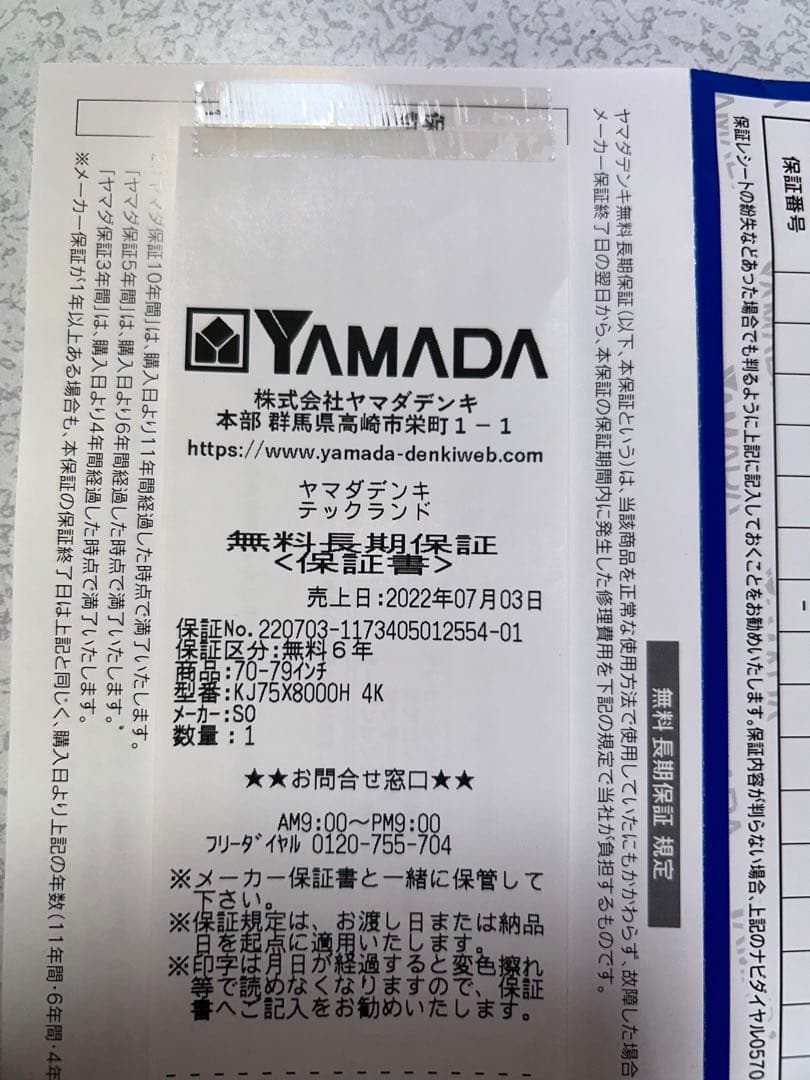 YAMADA
株式会社ヤマダデンキ
本部 群馬県高崎市栄町1-1
https://www.yamada-denkiweb.com
ヤマダデンキ
テックランド
無料長期保証
<保証書>
売上日:2022年07月03日
保証No.220703-1173405012554-01
保証区分:無料6年
商品:70-79インチ
型番:KJ75X8000H 4K
メーカー:SO
数量:1
★★お問合せ窓口★★
AM9:00~PM9:00
フリーダイヤル 0120-755-704
※メーカー保証書と一緒に保管して
下さい。
※保証規定は、お渡し日または納品
日を起点に適用いたします。
※印字は月日が経過すると変色擦れ
等で読めなくなりますので、保証
書へご記入をお勧めいたします。
保証番号
保証レシートの紛失などあった場合でも判るように上記に記入しておくことをお勧めいたします。保証内容が判らない場合、上記のナビダイヤル0570
無料 長期保証 規定
ヤマダデンキ無料 長期保証(以下、本保証という)は、当該商品を正常な使用方法で使用していたにもかかわらず、故障した場合
メーカー保証終了日の翌日から、本保証の保証期間内に発生した修理費用を下記の規定で当社が負担するものです。
ヤマダ保証10年間」は、購入日より11年間経過した時点で満了いたします。
「ヤマダ保証5年間」は、購入日より6年間経過した時点で満了いたします。
「ヤマダ保証3年間」は、購入日より4年間経過した時点で満了いたします。
※メーカー保証が1年以上ある場合も、本保証の保証終了日は上記と同じく、購入日より上記の年数(11年間・6年間・4年